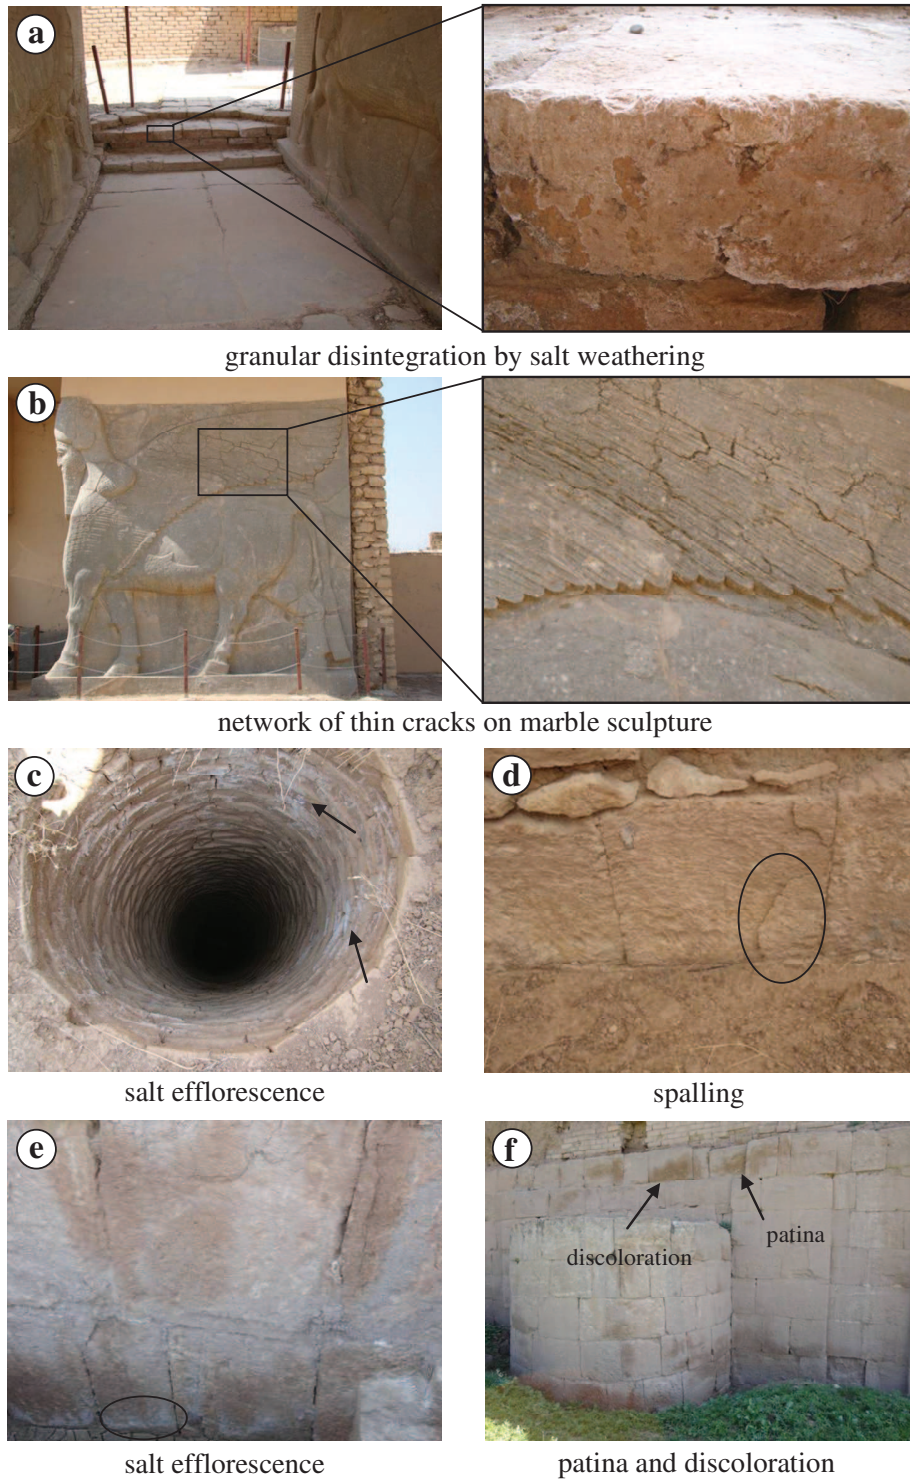 a
granular disintegration by salt weathering
b
network of thin cracks on marble sculpture
c
d
salt efflorescence
spalling
e
f
discoloration
patina
salt efflorescence
patina and discoloration